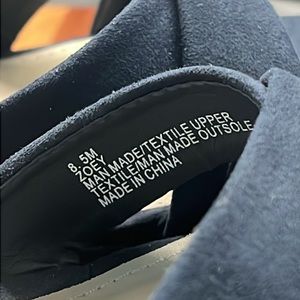 8.5M
ZOEY
MAN MADE/TEXTILE UPPER
TEXTILE/MAN MADE OUTSOLE
MADE IN CHINA